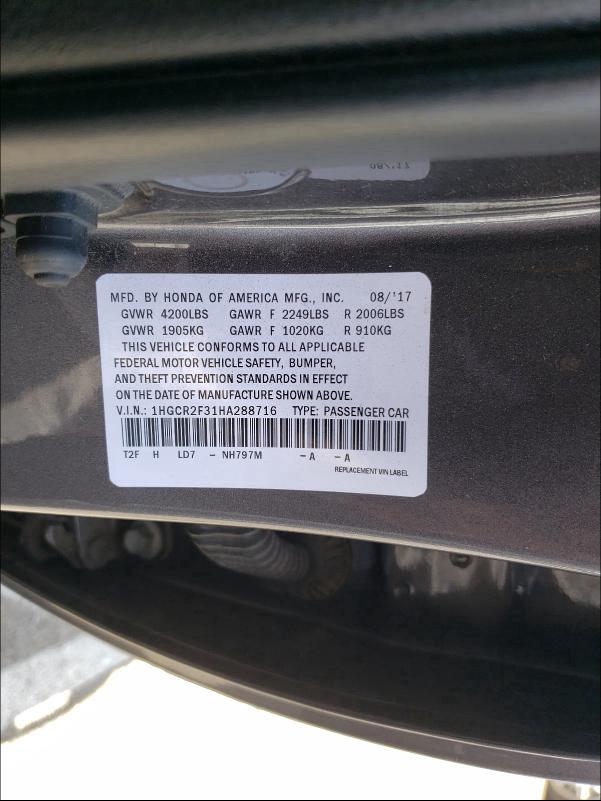 08/'17
MFD. BY HONDA OF AMERICA MFG., INC. 08/'17
GVWR 4200LBS GAWR F 2249LBS R 2006LBS
GVWR 1905KG GAWR F 1020KG R 910KG
THIS VEHICLE CONFORMS TO ALL APPLICABLE
FEDERAL MOTOR VEHICLE SAFETY, BUMPER,
AND THEFT PREVENTION STANDARDS IN EFFECT
ON THE DATE OF MANUFACTURE SHOWN ABOVE.
V.I.N.: 1HGCR2F31HA288716 TYPE: PASSENGER CAR
T2F H LD7 - NH797M -A -A
REPLACEMENT VIN LABEL